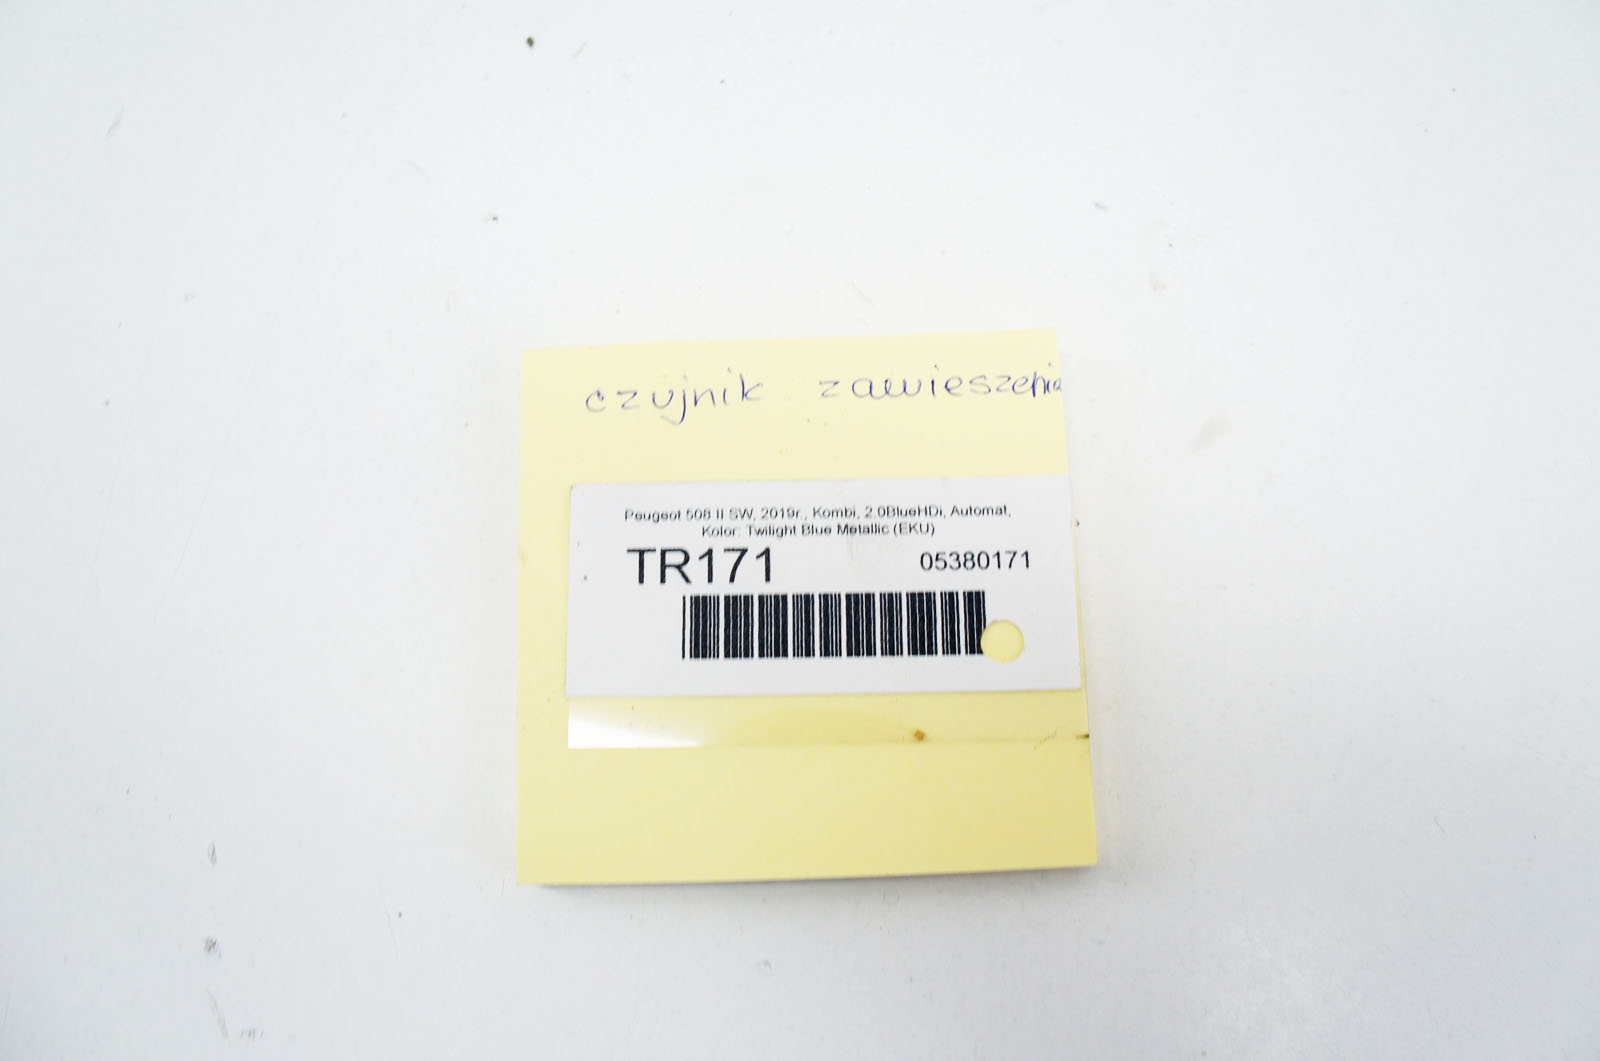 czujnik zawieszenia
Peugeot 508 II SW, 2019r., Kombi, 2.0BlueHDi, Automat,
Kolor: Twilight Blue Metallic (EKU)
TR171 05380171